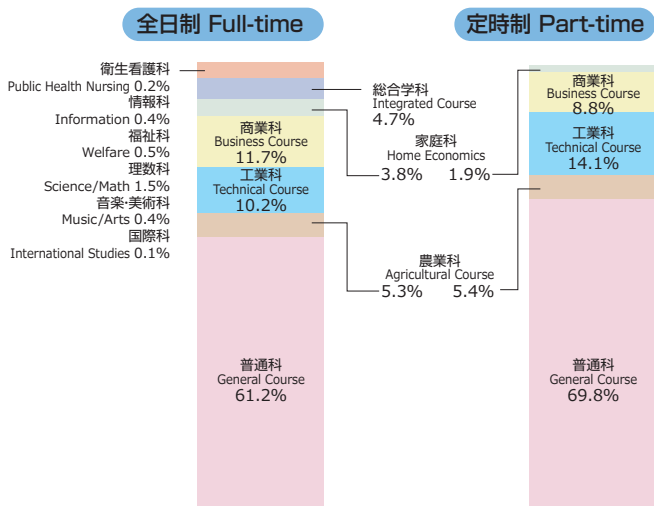 全日制 Full-time
定時制 Part-time
衛生看護科
Public Health Nursing 0.2%
情報科
Information 0.4%
福祉科
Welfare 0.5%
理数科
Science/Math 1.5%
音楽・美術科
Music/Arts 0.4%
国際科
International Studies 0.1%
商業科
Business Course
11.7%
工業科
Technical Course
10.2%
普通科
General Course
61.2%
総合学科
Integrated Course
4.7%
家庭科
Home Economics
3.8% 1.9%
農業科
Agricultural Course
5.3% 5.4%
商業科
Business Course
8.8%
工業科
Technical Course
14.1%
普通科
General Course
69.8%